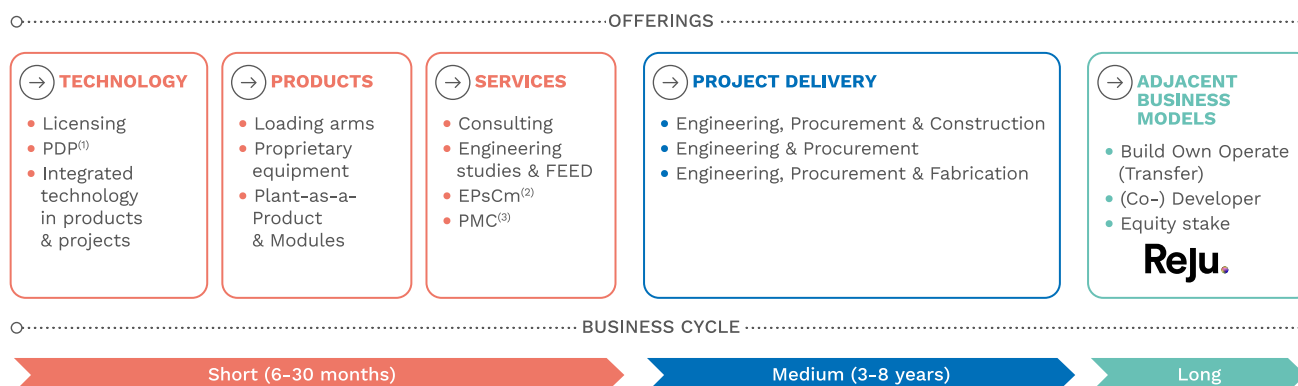 OFFERINGS
TECHNOLOGY
• Licensing
• PDP(1)
• Integrated
technology
in products
& projects
PRODUCTS
• Loading arms
• Proprietary
equipment
• Plant-as-a-
Product
& Modules
SERVICES
• Consulting
• Engineering
studies & FEED
• EPsCm(2)
• PMC(3)
PROJECT DELIVERY
• Engineering, Procurement & Construction
• Engineering & Procurement
• Engineering, Procurement & Fabrication
ADJACENT
BUSINESS
MODELS
• Build Own Operate
(Transfer)
• (Co-) Developer
• Equity stake
ReJu.
BUSINESS CYCLE
Short (6-30 months)
Medium (3-8 years)
Long